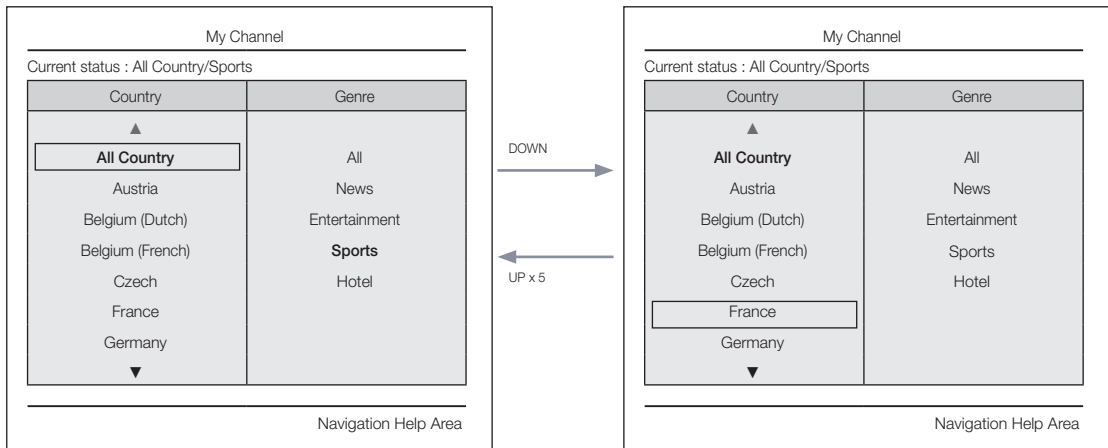 My Channel
Current status : All Country/Sports
Country Genre
▲
All Country All
Austria News
Belgium (Dutch) Entertainment
Belgium (French) Sports
Czech Hotel
France
Germany
▼
Navigation Help Area
DOWN
UP x 5
My Channel
Current status : All Country/Sports
Country Genre
▲
All Country All
Austria News
Belgium (Dutch) Entertainment
Belgium (French) Sports
Czech Hotel
France
Germany
▼
Navigation Help Area